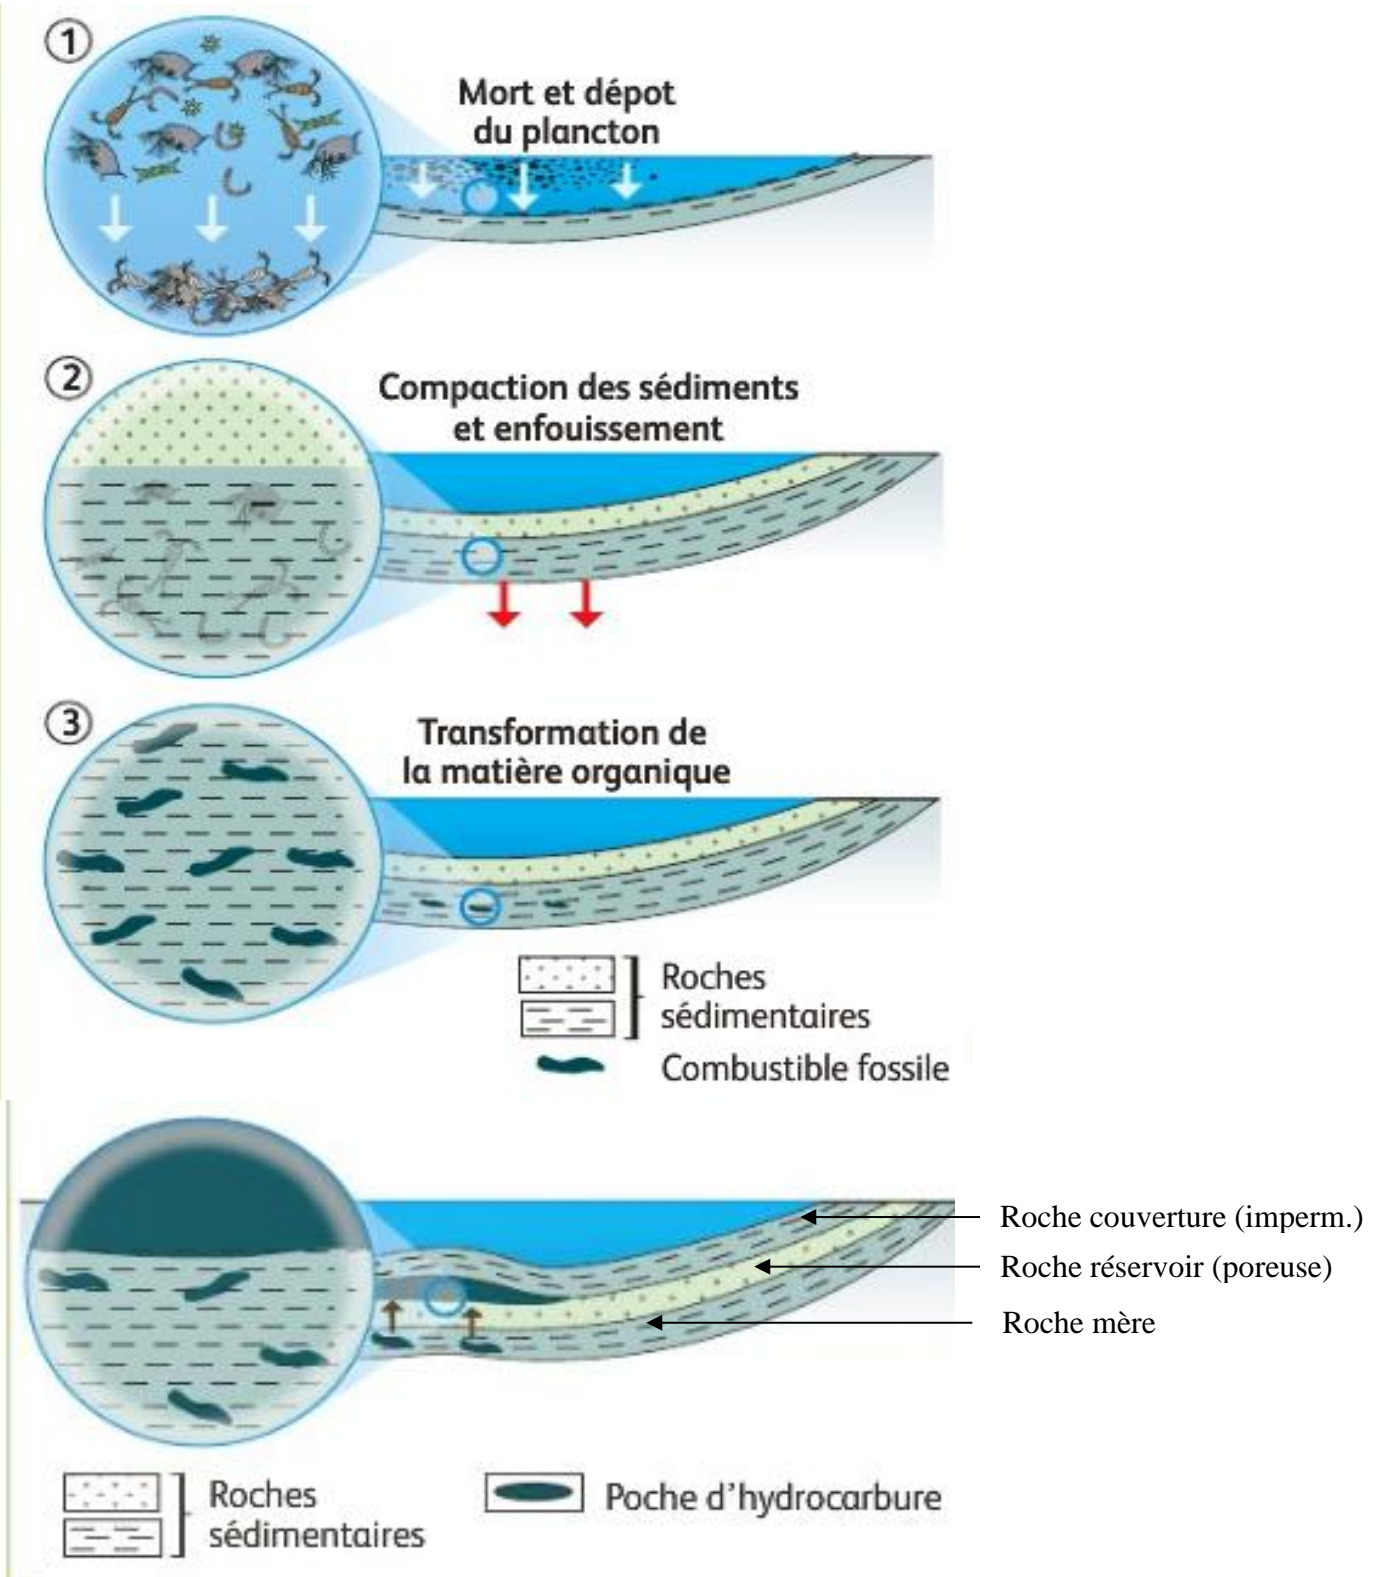 1
Mort et dépot
du plancton
2
Compaction des sédiments
et enfouissement
3
Transformation de
la matière organique
Roches
sédimentaires
Combustible fossile
Roche couverture (imperm.)
Roche réservoir (poreuse)
Roche mère
Roches
sédimentaires
Poche d'hydrocarbure